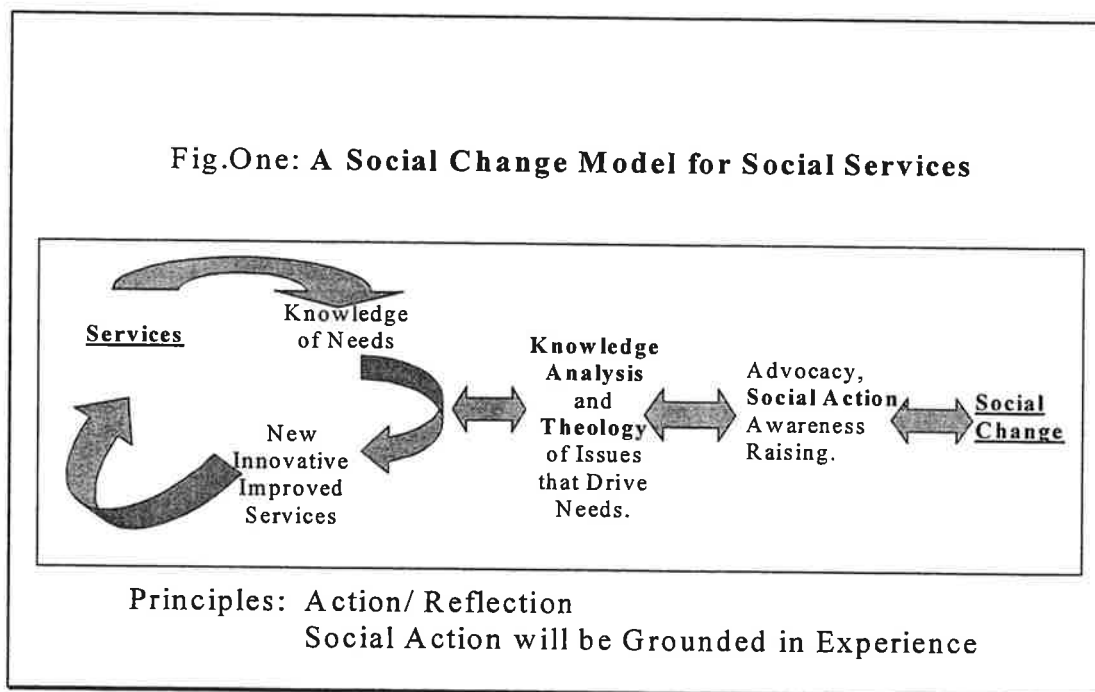 Fig.One: A Social Change Model for Social Services
Services
Knowledge
of Needs
New
Innovative
Improved
Services
Knowledge
Analysis
and
Theology
of Issues
that Drive
Needs.
Advocacy,
Social Action,
Awareness
Raising.
Social
Change
Principles: Action/ Reflection
Social Action will be Grounded in Experience